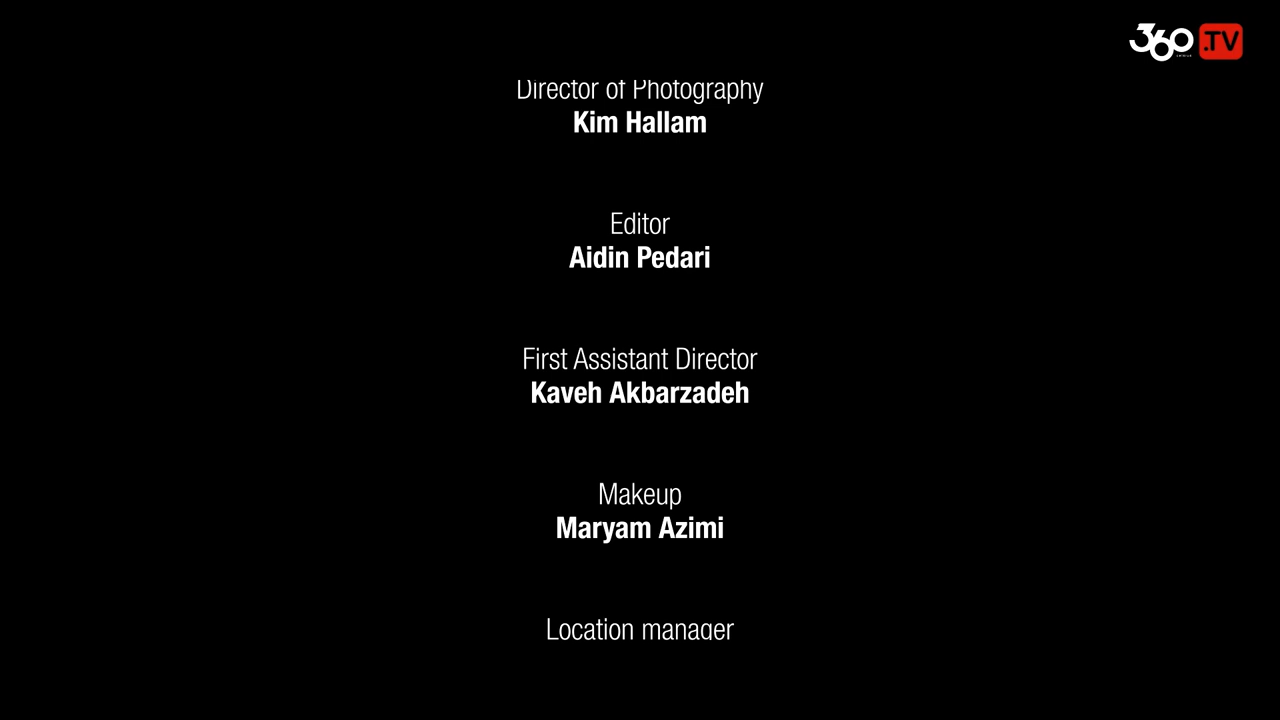 360 .TV
Director of Photography
Kim Hallam
Editor
Aidin Pedari
First Assistant Director
Kaveh Akbarzadeh
Makeup
Maryam Azimi
Location manager